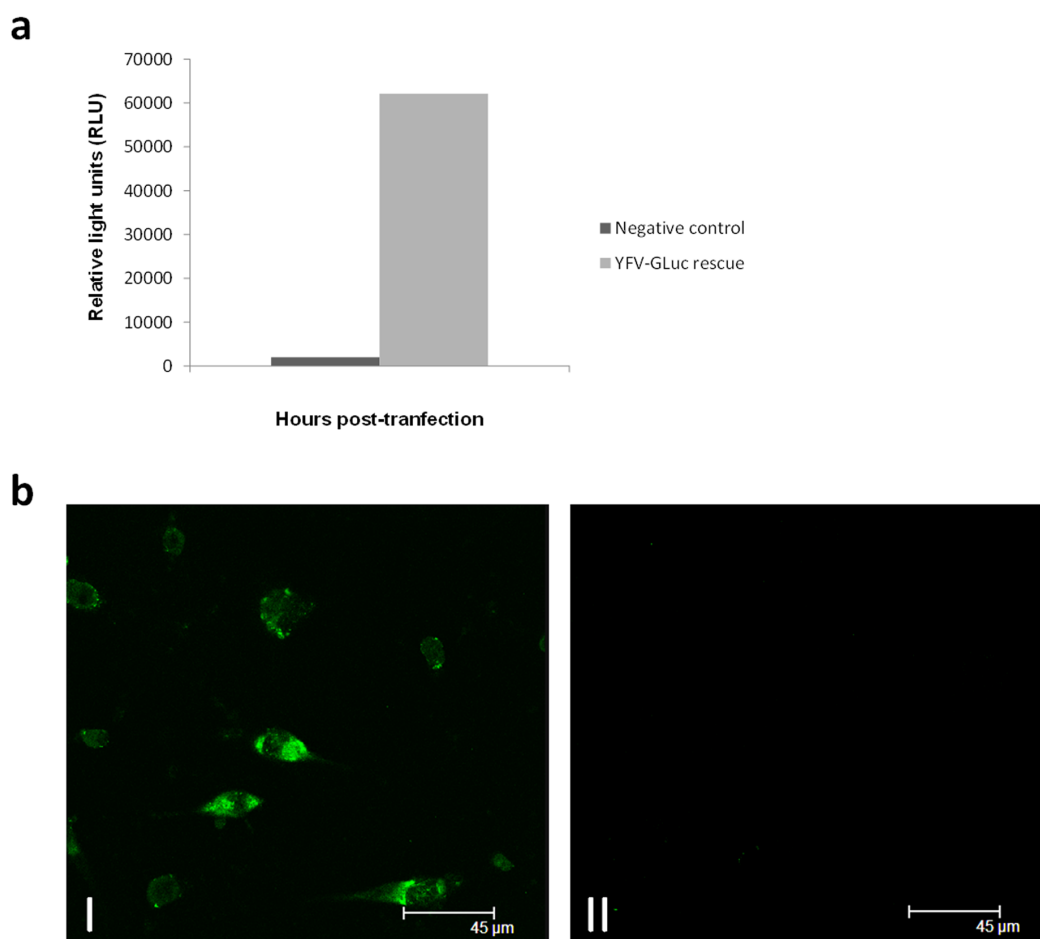 a
Relative light units (RLU)
70000
60000
50000
40000
30000
20000
10000
0
Hours post-tranfection
Negative control
YFV-GLuc rescue
b
I
45 µm
II
45 µm